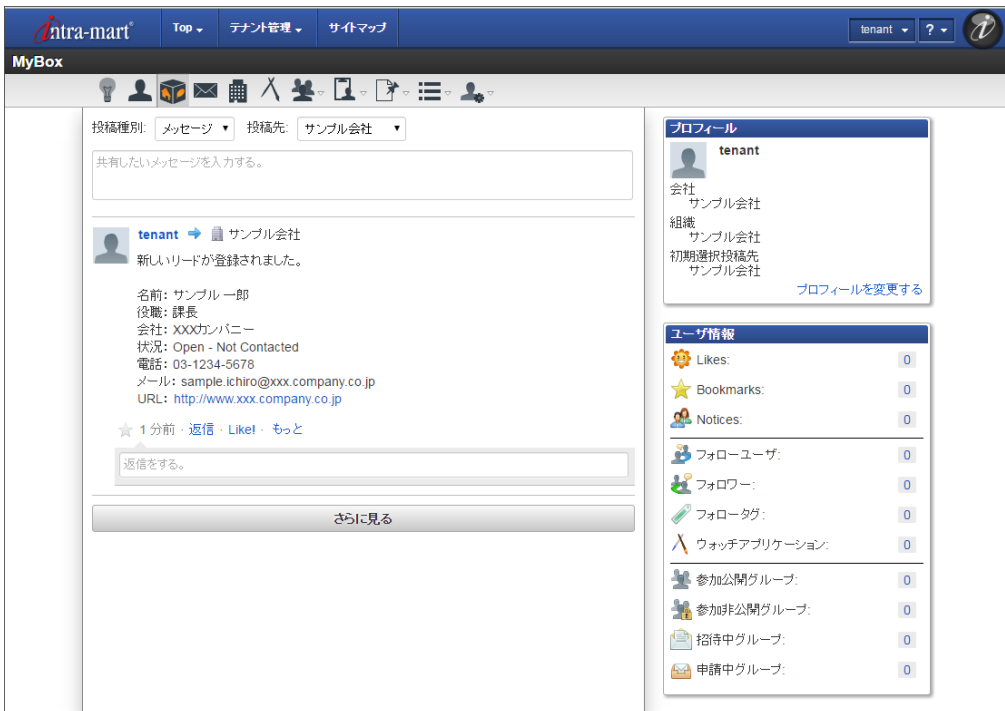 intra-mart® Top テナント管理 サイトマップ tenant ?
MyBox
投稿種別: メッセージ 投稿先: サンプル会社
共有したいメッセージを入力する。
tenant サンプル会社
新しいリードが登録されました。
名前: サンプル 一郎
役職: 課長
会社: XXXカンパニー
状況: Open - Not Contacted
電話: 03-1234-5678
メール: sample.ichiro@xxx.company.co.jp
URL: http://www.xxx.company.co.jp
1 分前 · 返信 · Like! · もっと
返信をする。
さらに見る
プロフィール
tenant
会社
サンプル会社
組織
サンプル会社
初期選択投稿先
サンプル会社
プロフィールを変更する
ユーザ情報
Likes: 0
Bookmarks: 0
Notices: 0
フォローユーザ: 0
フォロワー: 0
フォロータグ: 0
ウォッチアプリケーション: 0
参加公開グループ: 0
参加非公開グループ: 0
招待中グループ: 0
申請中グループ: 0